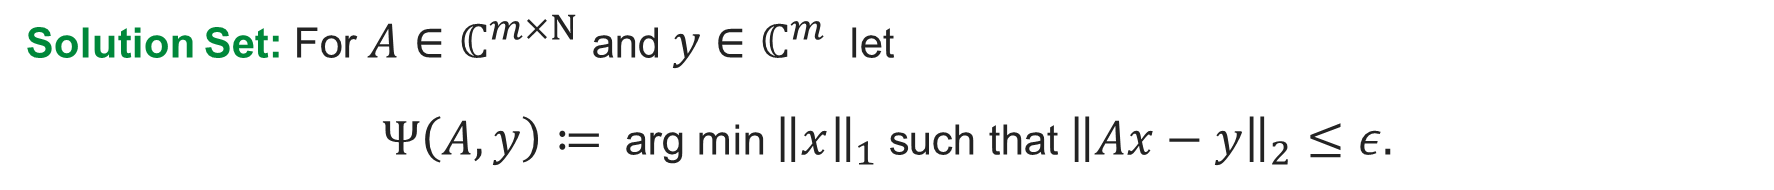 Solution Set: For A ∈ ℂ^{m×N} and y ∈ ℂ^m let
Ψ(A, y) ≔ arg min ‖x‖₁ such that ‖Ax − y‖₂ ≤ ϵ.